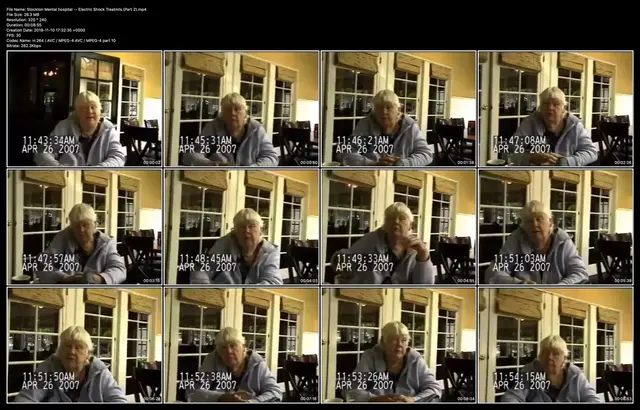 File Name: Stockton Mental hospital -- Electric Shock Treatmts (Part 2).mp4
File Size: 26.3 MB
Resolution: 320 * 240
Duration: 00:08:55
Creation Date: 2018-11-10 17:32:35 +0000
FPS: 30
Codec Name: H.264 / AVC / MPEG-4 AVC / MPEG-4 part 10
Bitrate: 262.3Kbps
11:43:34AM 11:45:31AM 11:46:21AM 11:47:08AM
APR 26 2007 APR 26 2007 APR 26 2007 APR 26 2007
11:47:57AM 11:48:45AM 11:49:33AM 11:51:03AM
APR 26 2007 APR 26 2007 APR 26 2007 APR 26 2007
11:51:50AM 11:52:38AM 11:53:26AM 11:54:15AM
APR 26 2007 APR 26 2007 APR 26 2007 APR 26 2007